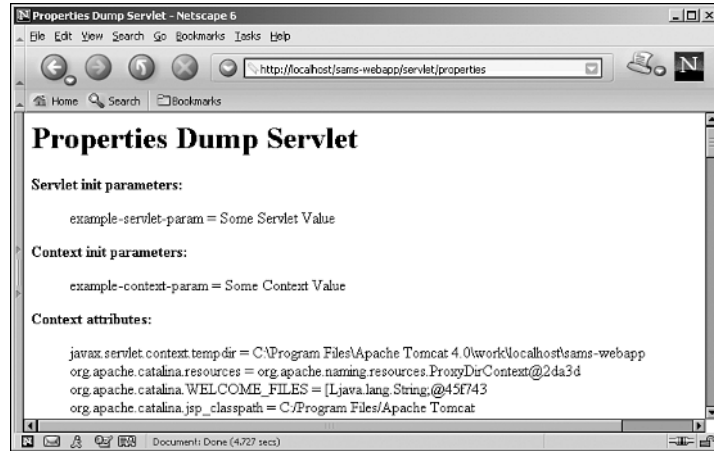 Properties Dump Servlet - Netscape 6
File Edit View Search Go Bookmarks Tasks Help
http://localhost/sams-webapp/servlet/properties
N
Home Search Bookmarks
Properties Dump Servlet
Servlet init parameters:
example-servlet-param = Some Servlet Value
Context init parameters:
example-context-param = Some Context Value
Context attributes:
javax.servlet.context.tempdir = C:\Program Files\Apache Tomcat 4.0\work\localhost\sams-webapp
org.apache.catalina.resources = org.apache.naming.resources.ProxyDirContext@2da3d
org.apache.catalina.WELCOME_FILES = [Ljava.lang.String;@45f743
org.apache.catalina.jsp_classpath = C:/Program Files/Apache Tomcat
Document: Done (4.727 secs)